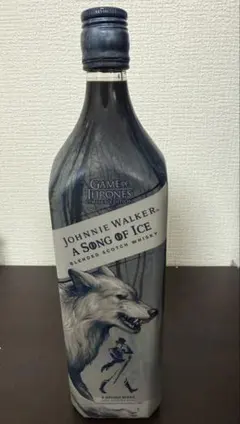 GAME OF
THRONES
JOHNNIE WALKER
A SONG OF ICE
BLENDED SCOTCH WHISKY